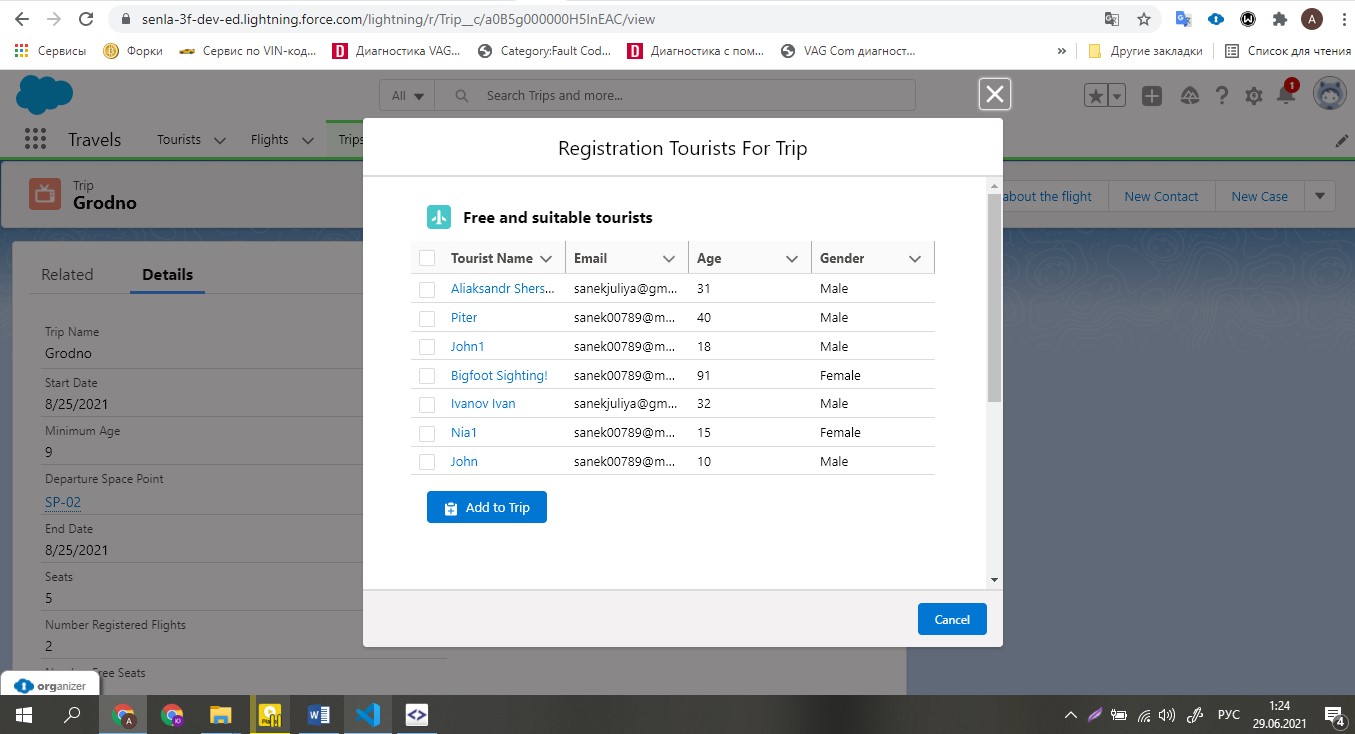 senla-3f-dev-ed.lightning.force.com/lightning/r/Trip__c/a0B5g000000H5InEAC/view
A
Сервисы
Форки
Сервис по VIN-код...
D Диагностика VAG...
Category:Fault Cod...
D Диагностика с пом...
VAG Com диагност...
»
Другие закладки
Список для чтения
All
Search Trips and more...
1
Travels
Tourists
Flights
Trips
Trip
Grodno
about the flight
New Contact
New Case
Related
Details
Trip Name
Grodno
Start Date
8/25/2021
Minimum Age
9
Departure Space Point
SP-02
End Date
8/25/2021
Seats
5
Number Registered Flights
2
Free Seats
Registration Tourists For Trip
Free and suitable tourists
Tourist Name Email Age Gender
Aliaksandr Shers... sanekjuliya@gm... 31 Male
Piter sanek00789@m... 40 Male
John1 sanek00789@m... 18 Male
Bigfoot Sighting! sanek00789@m... 91 Female
Ivanov Ivan sanekjuliya@gm... 32 Male
Nia1 sanek00789@m... 15 Female
John sanek00789@m... 10 Male
Add to Trip
Cancel
organizer
РУС
1:24
29.06.2021
4